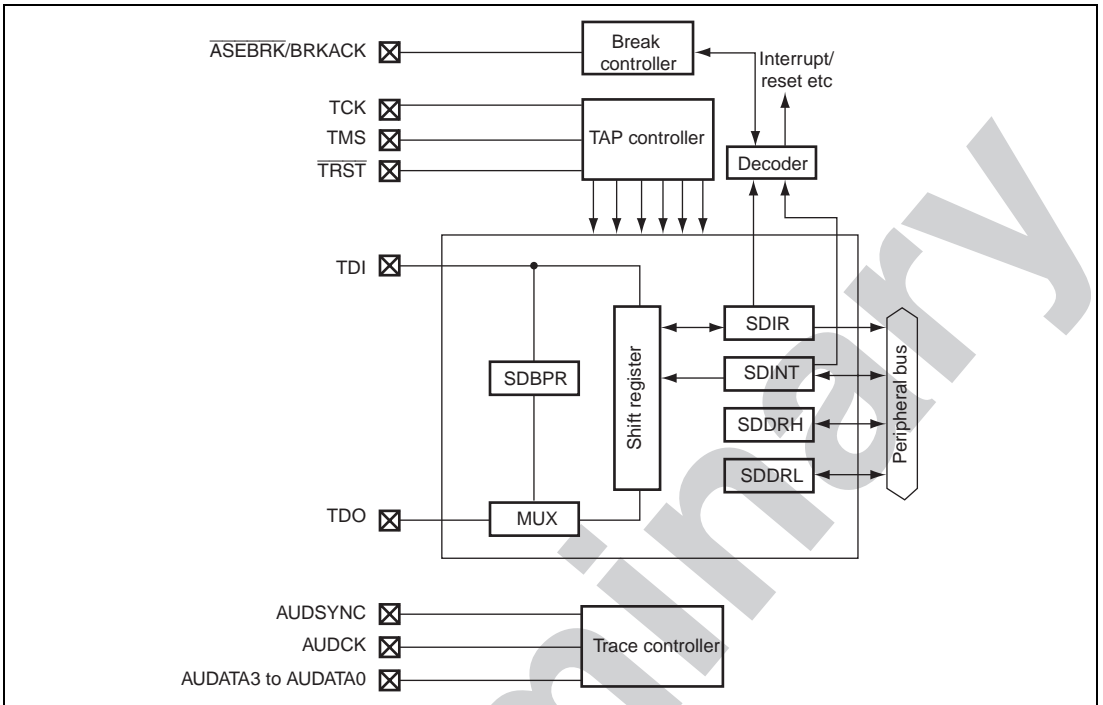 ASEBRK/BRKACK
Break
controller
Interrupt/
reset etc
TCK
TMS
TRST
TAP controller
Decoder
TDI
SDBPR
Shift register
SDIR
SDINT
SDDRH
SDDRL
Peripheral bus
TDO
MUX
AUDSYNC
AUDCK
AUDATA3 to AUDATA0
Trace controller
minary